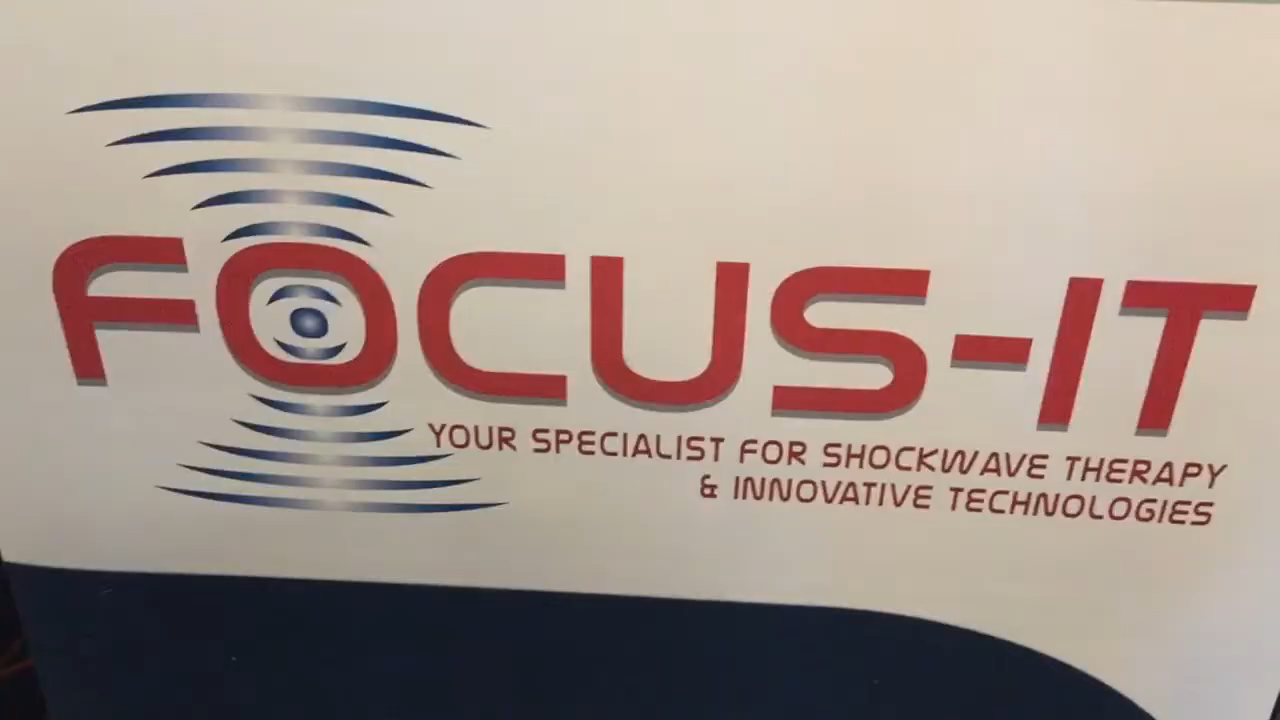 FOCUS-IT
YOUR SPECIALIST FOR SHOCKWAVE THERAPY
& INNOVATIVE TECHNOLOGIES